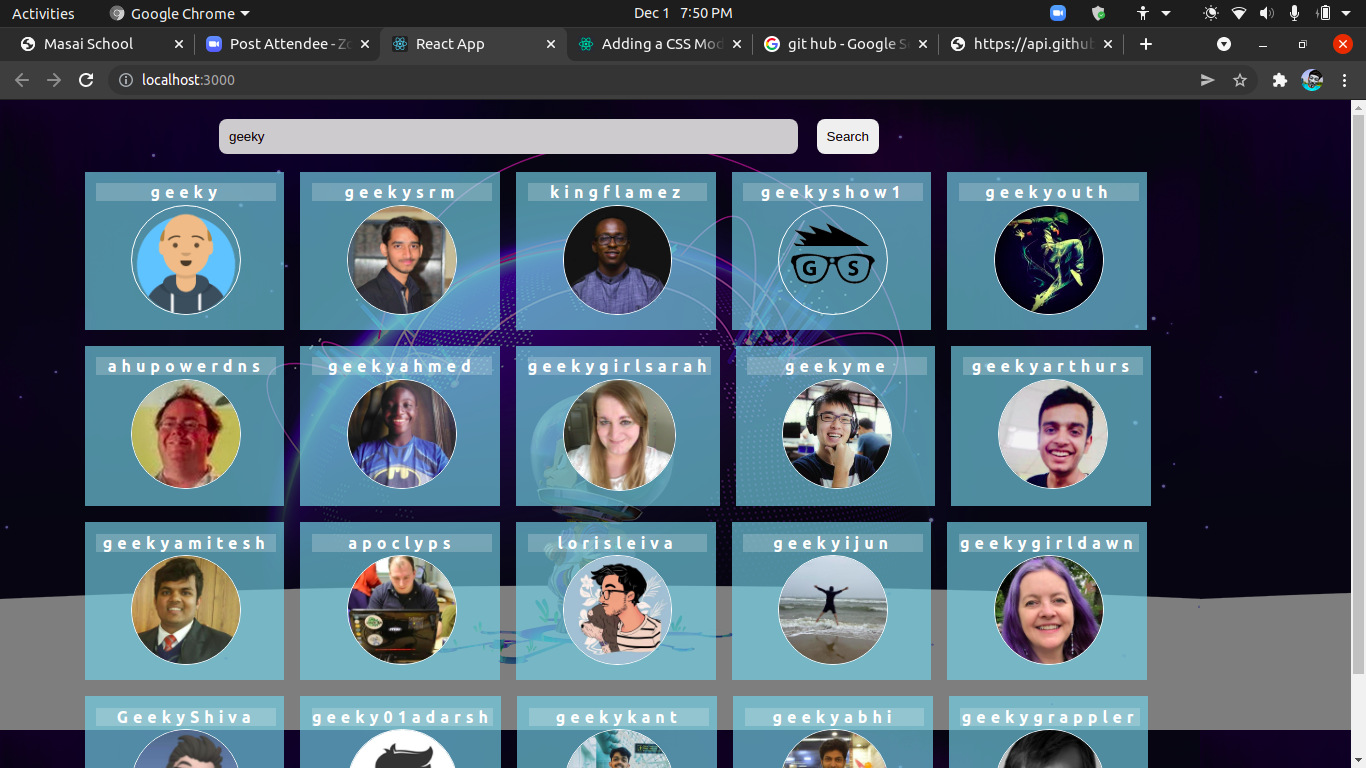 Activities Google Chrome Dec 1 7:50 PM
Masai School Post Attendee - Zo React App Adding a CSS Mod git hub - Google S https://api.github
localhost:3000
geeky Search
geeky geekysrm kingflamez geekyshow1 geekyouth
G S
ahupowerdns geekyahmed geekygirlsarah geekyme geekyarthurs
geekyamitesh apoclyps lorisleiva geekyijun geekygirldawn
GeekyShiva geeky01adarsh geekykant geekyabhi geekygrappler